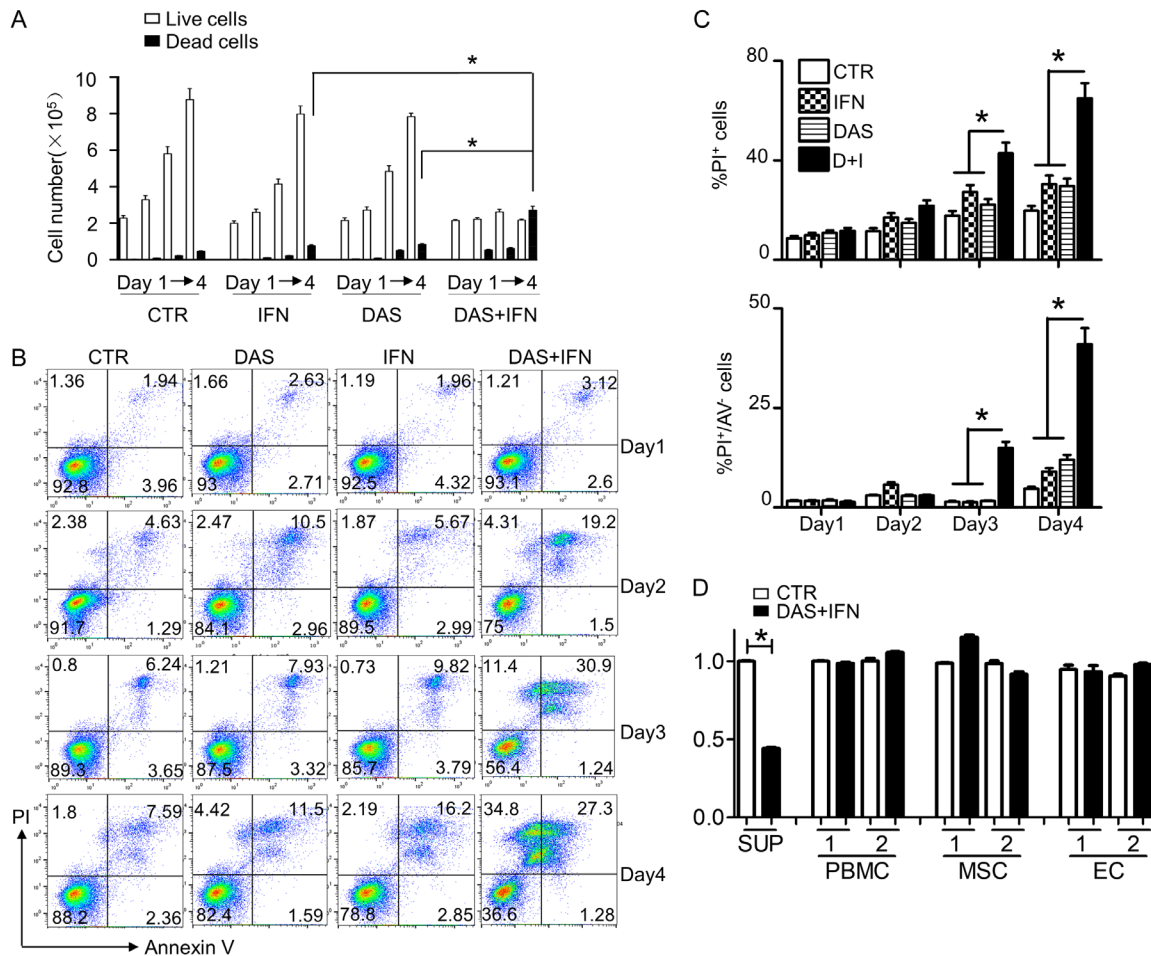 A
Live cells
Dead cells
*
*
Cell number(×10⁵)
10
8
6
4
2
0
Day 1→4 Day 1→4 Day 1→4 Day 1→4
CTR IFN DAS DAS+IFN
B
CTR DAS IFN DAS+IFN
1.36 1.94 1.66 2.63 1.19 1.96 1.21 3.12
Day1
92.8 3.96 93 2.71 92.5 4.32 93.1 2.6
2.38 4.63 2.47 10.5 1.87 5.67 4.31 19.2
Day2
91.7 1.29 84.1 2.96 89.5 2.99 75 1.5
0.8 6.24 1.21 7.93 0.73 9.82 11.4 30.9
Day3
89.3 3.65 87.5 3.32 85.7 3.79 56.4 1.24
1.8 7.59 4.42 11.5 2.19 16.2 34.8 27.3
Day4
88.2 2.36 82.4 1.59 78.8 2.85 36.6 1.28
PI
Annexin V
C
80
40
0
%PI⁺ cells
CTR
IFN
DAS
D+I
*
*
50
25
0
%PI⁺/AV⁻ cells
*
*
Day1 Day2 Day3 Day4
D
CTR
DAS+IFN
*
1.0
0.5
0.0
SUP 1 2 1 2 1 2
PBMC MSC EC